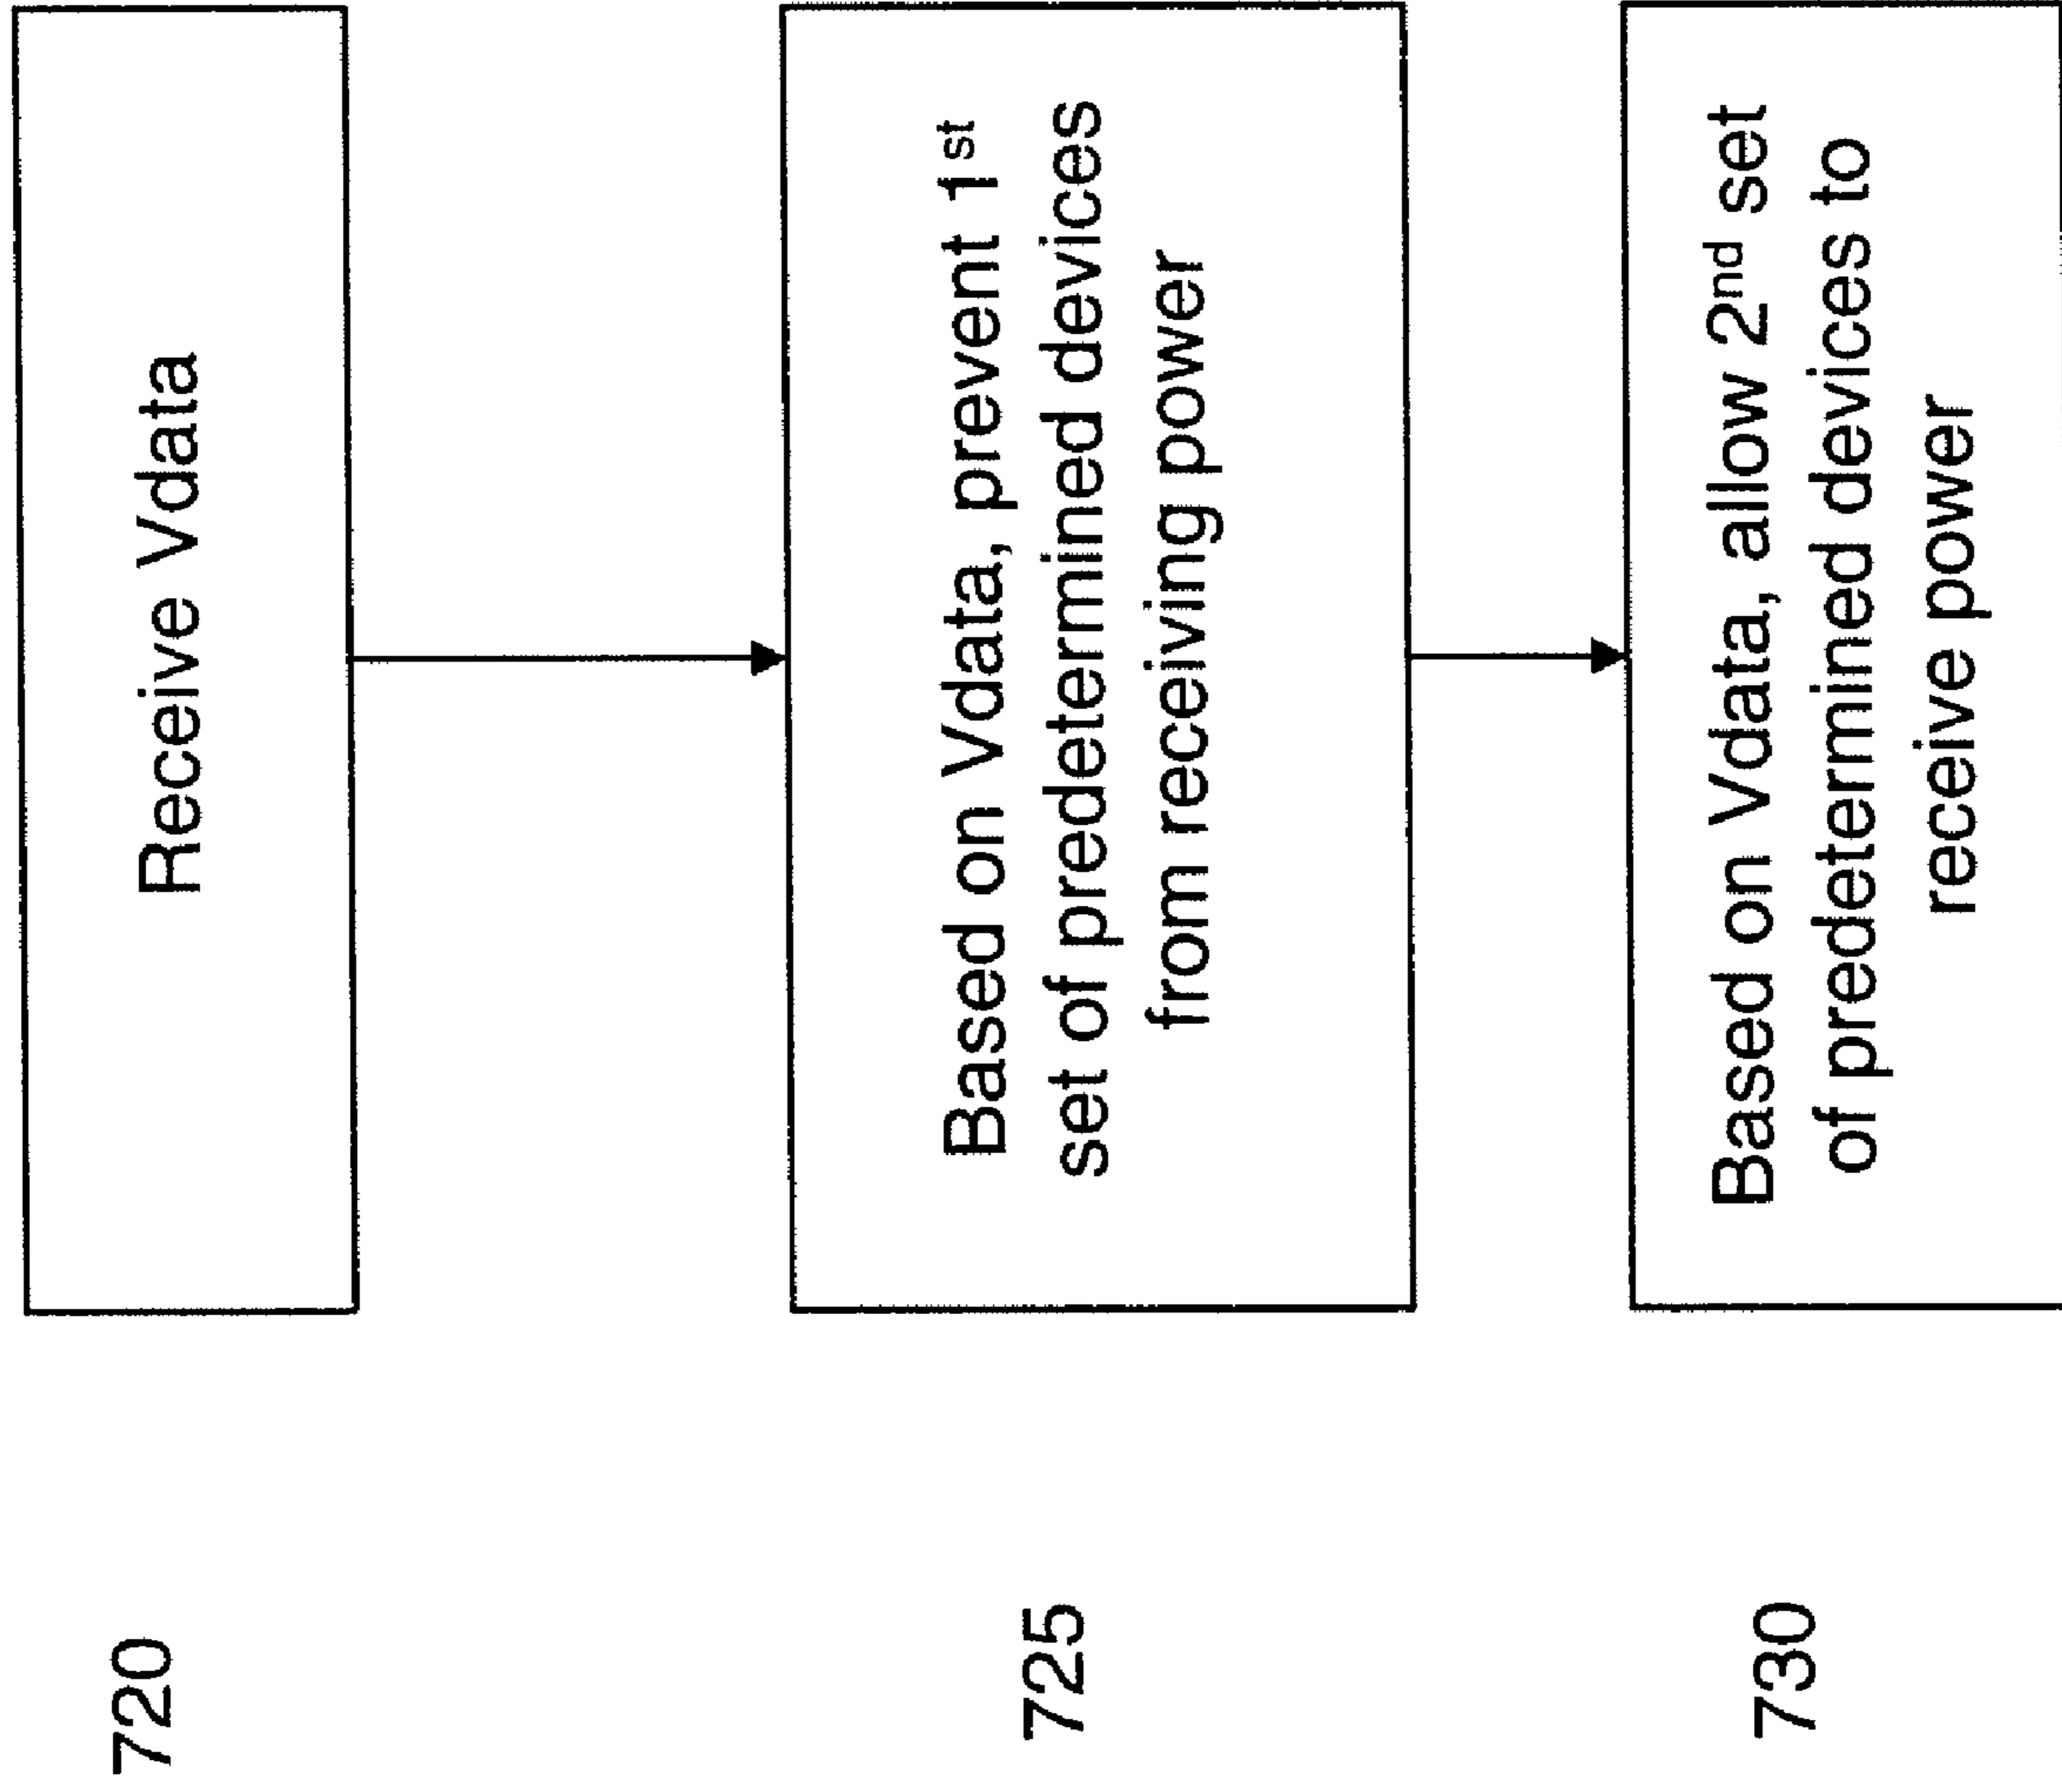 720
Receive Vdata
725
Based on Vdata, prevent 1st
set of predetermined devices
from receiving power
730
Based on Vdata, allow 2nd set
of predetermined devices to
receive power